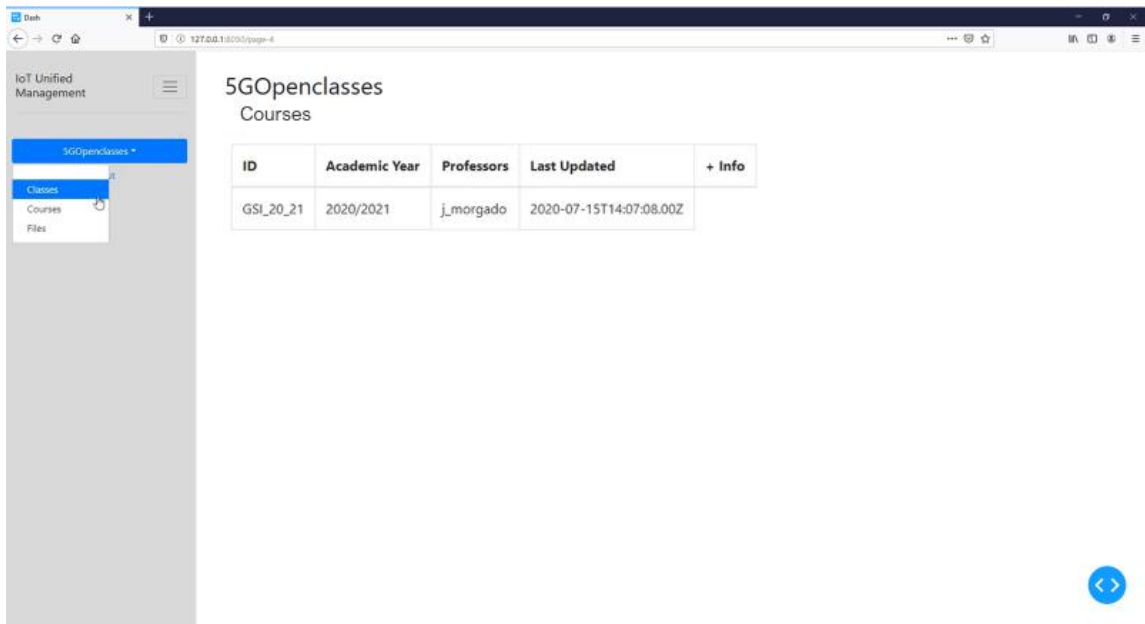 Dash
127.0.0.1:8050/page-4
IoT Unified
Management
5GOpenclasses
Classes
Courses
Files
5GOpenclasses
Courses
ID Academic Year Professors Last Updated + Info
GSI_20_21 2020/2021 j_morgado 2020-07-15T14:07:08.00Z